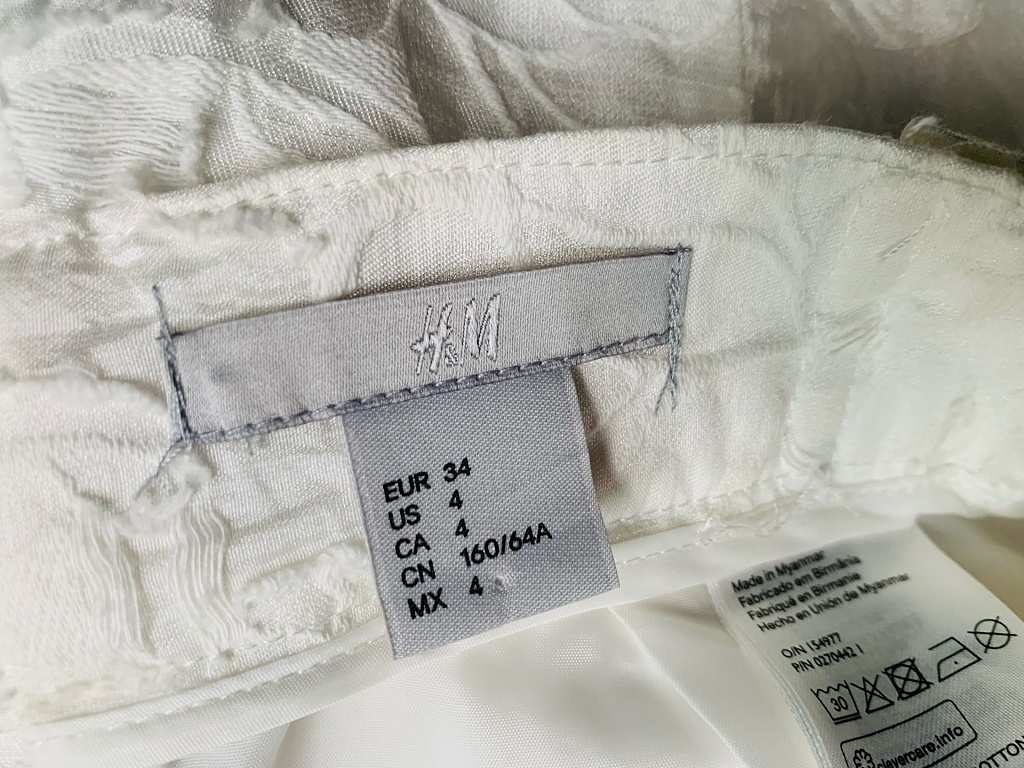 H&M
EUR 34
US 4
CA 4
CN 160/64A
MX 4
Made in Myanmar
Fabricado em Birmânia
Fabriqué en Birmanie
Hecho en Unión de Myanmar
O/N 154977
P/N 0270442 1
30
clevercare.info